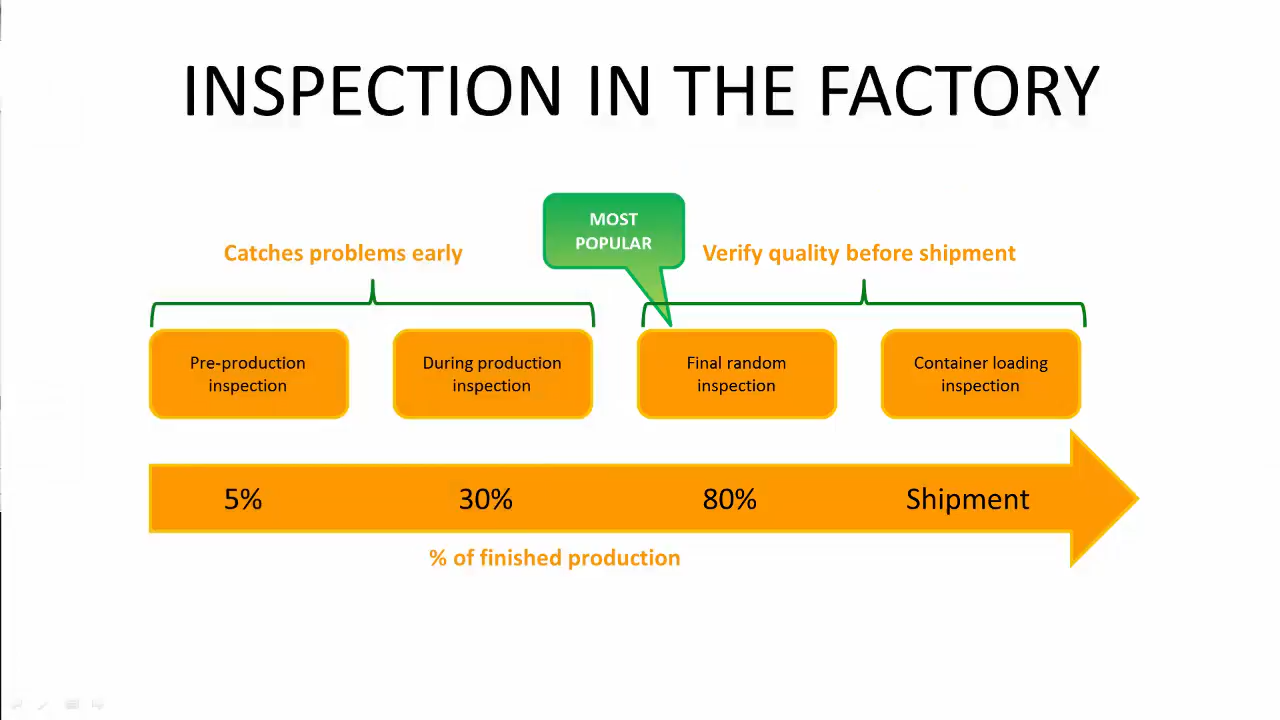 INSPECTION IN THE FACTORY
MOST
POPULAR
Catches problems early
Verify quality before shipment
Pre-production
inspection
During production
inspection
Final random
inspection
Container loading
inspection
5%
30%
80%
Shipment
% of finished production